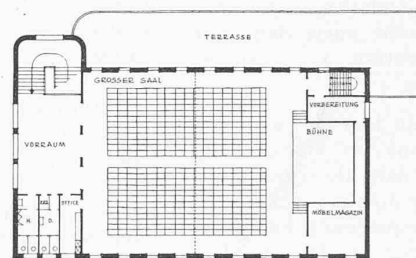 TERRASSE
GROSSER SAAL
VORBEREITUNG
BÜHNE
VORRAUM
MÖBELMAGAZIN
OFFICE
H.
D.